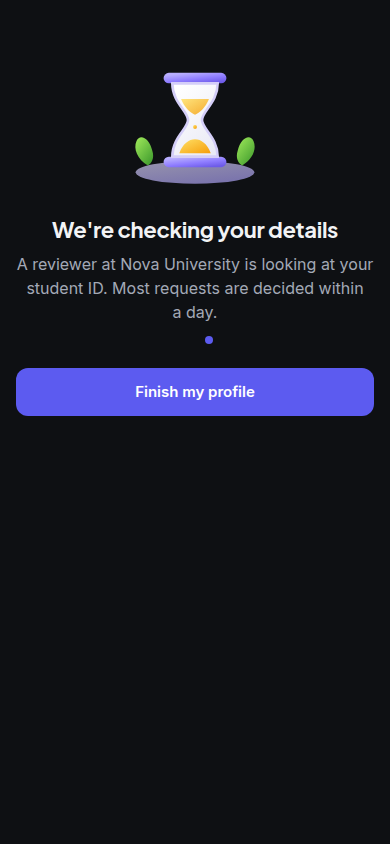 We're checking your details
A reviewer at Nova University is looking at your
student ID. Most requests are decided within
a day.
Finish my profile